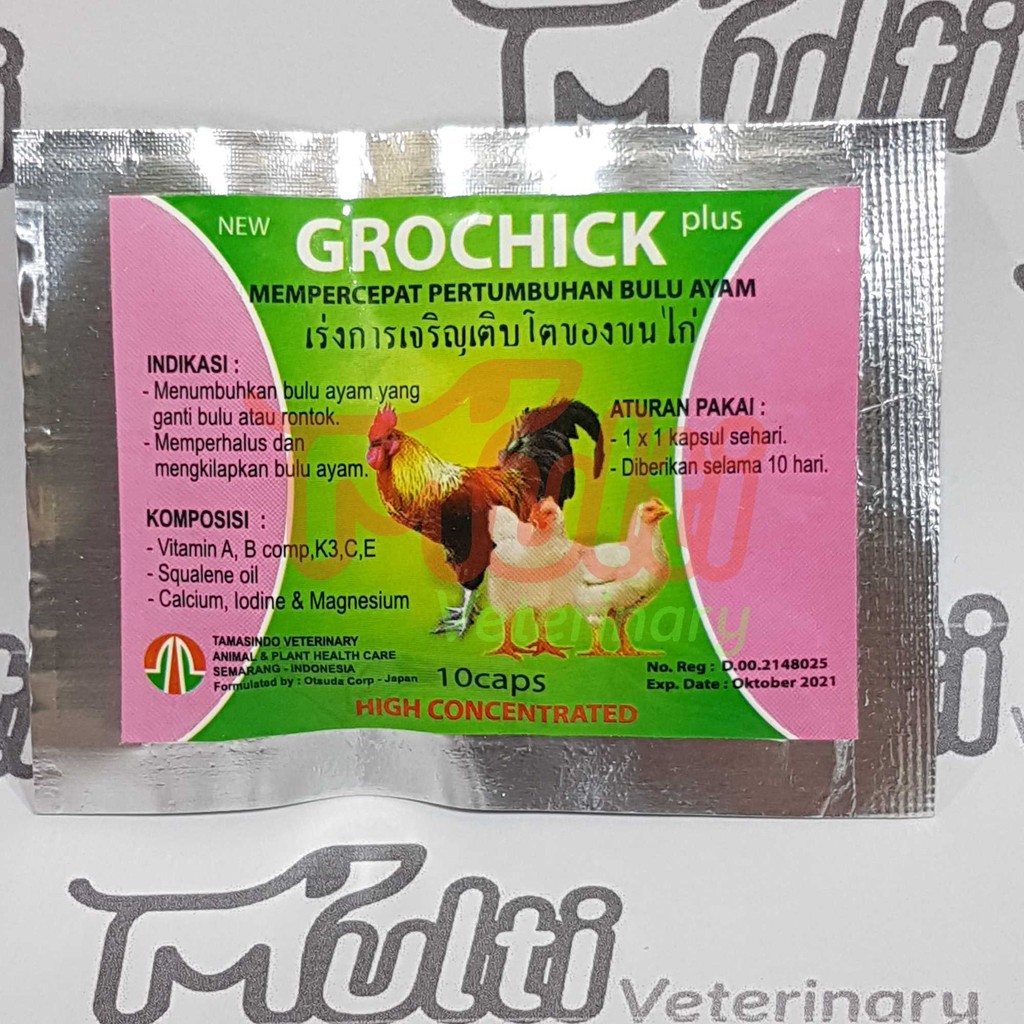 Multi
NEW GROCHICK plus
MEMPERCEPAT PERTUMBUHAN BULU AYAM
เร่งการเจริญเติบโตของขนไก่
INDIKASI :
- Menumbuhkan bulu ayam yang
ganti bulu atau rontok.
- Memperhalus dan
mengkilapkan bulu ayam.
KOMPOSISI :
- Vitamin A, B comp,K3,C,E
- Squalene oil
- Calcium, Iodine & Magnesium
ATURAN PAKAI :
- 1 x 1 kapsul sehari.
- Diberikan selama 10 hari.
Multi
Veterinary
TAMASINDO VETERINARY
ANIMAL & PLANT HEALTH CARE
SEMARANG - INDONESIA
Formulated by : Otsuda Corp - Japan
10caps
HIGH CONCENTRATED
No. Reg : D.00.2148025
Exp. Date : Oktober 2021
Multi
Veterinary